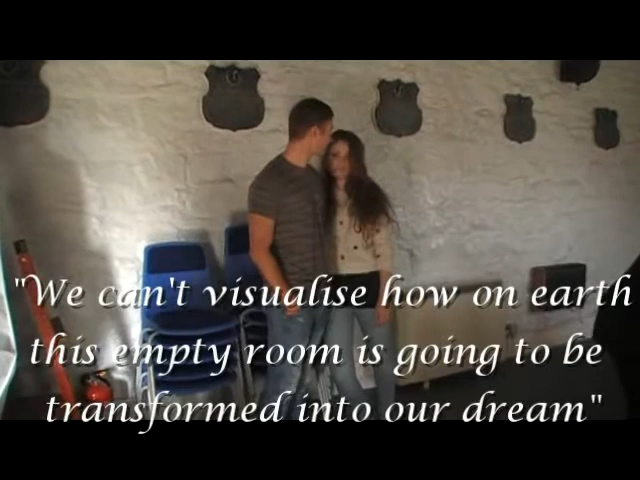 "We can't visualise how on earth
this empty room is going to be
transformed into our dream"